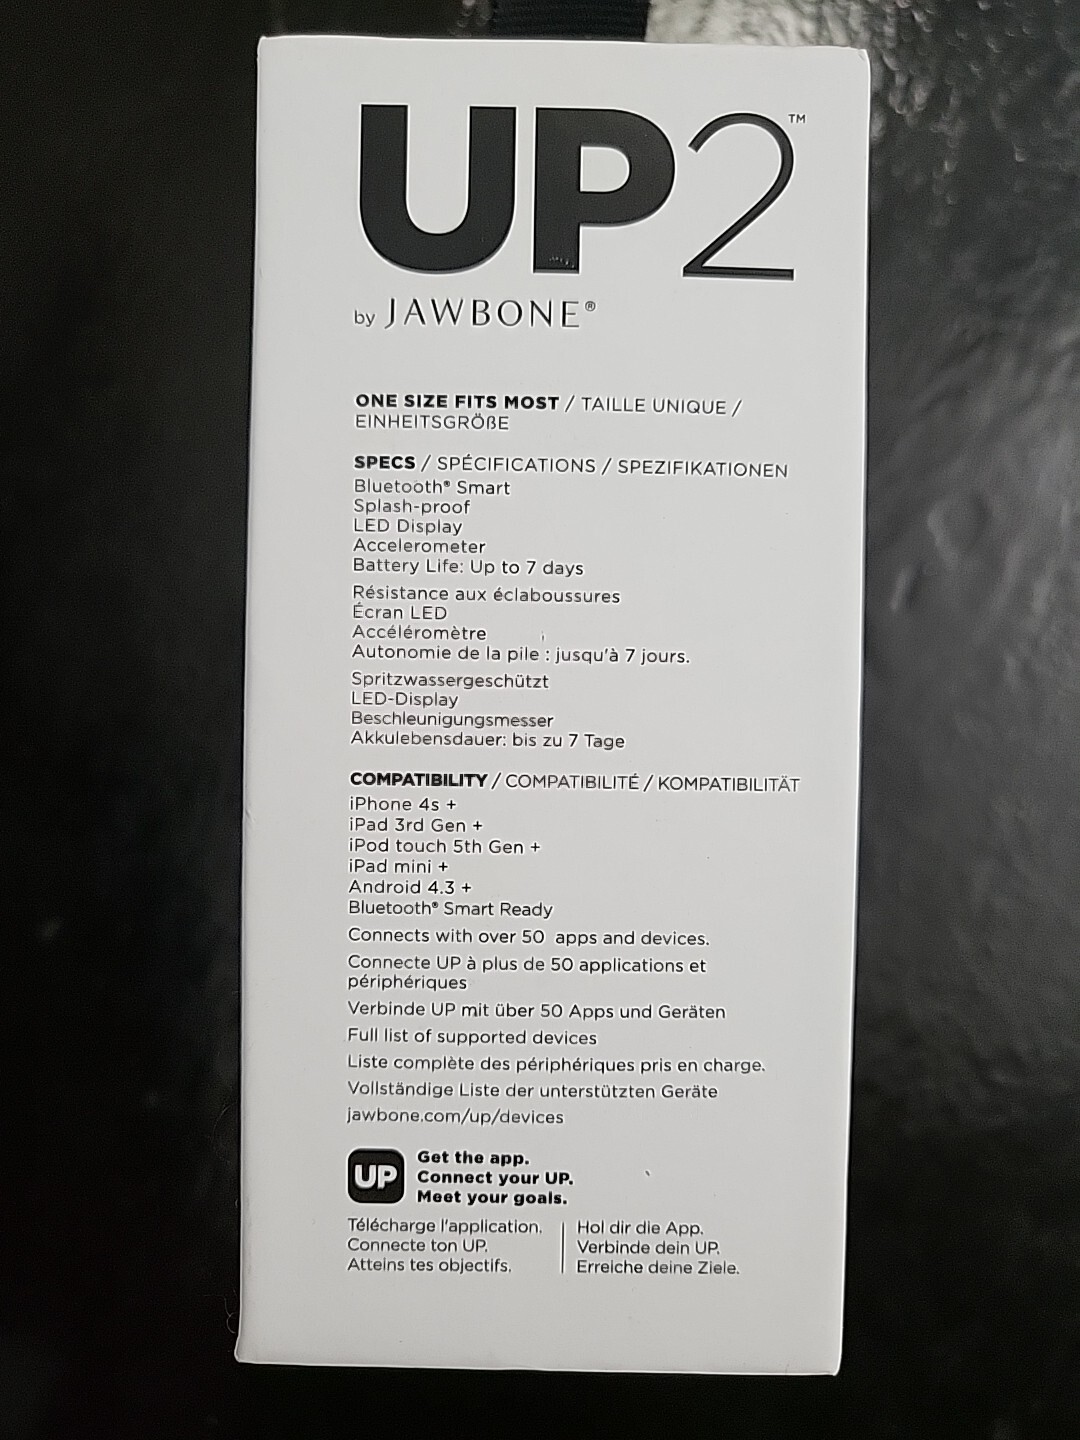 UP2™
by JAWBONE®
ONE SIZE FITS MOST / TAILLE UNIQUE /
EINHEITSGRÖßE
SPECS / SPÉCIFICATIONS / SPEZIFIKATIONEN
Bluetooth® Smart
Splash-proof
LED Display
Accelerometer
Battery Life: Up to 7 days
Résistance aux éclaboussures
Écran LED
Accéléromètre
Autonomie de la pile : jusqu'à 7 jours.
Spritzwassergeschützt
LED-Display
Beschleunigungsmesser
Akkulebensdauer: bis zu 7 Tage
COMPATIBILITY / COMPATIBILITÉ / KOMPATIBILITÄT
iPhone 4s +
iPad 3rd Gen +
iPod touch 5th Gen +
iPad mini +
Android 4.3 +
Bluetooth® Smart Ready
Connects with over 50 apps and devices.
Connecte UP à plus de 50 applications et
périphériques
Verbinde UP mit über 50 Apps und Geräten
Full list of supported devices
Liste complète des périphériques pris en charge.
Vollständige Liste der unterstützten Geräte
jawbone.com/up/devices
UP
Get the app.
Connect your UP.
Meet your goals.
Télécharge l'application.
Connecte ton UP.
Atteins tes objectifs.
Hol dir die App.
Verbinde dein UP.
Erreiche deine Ziele.